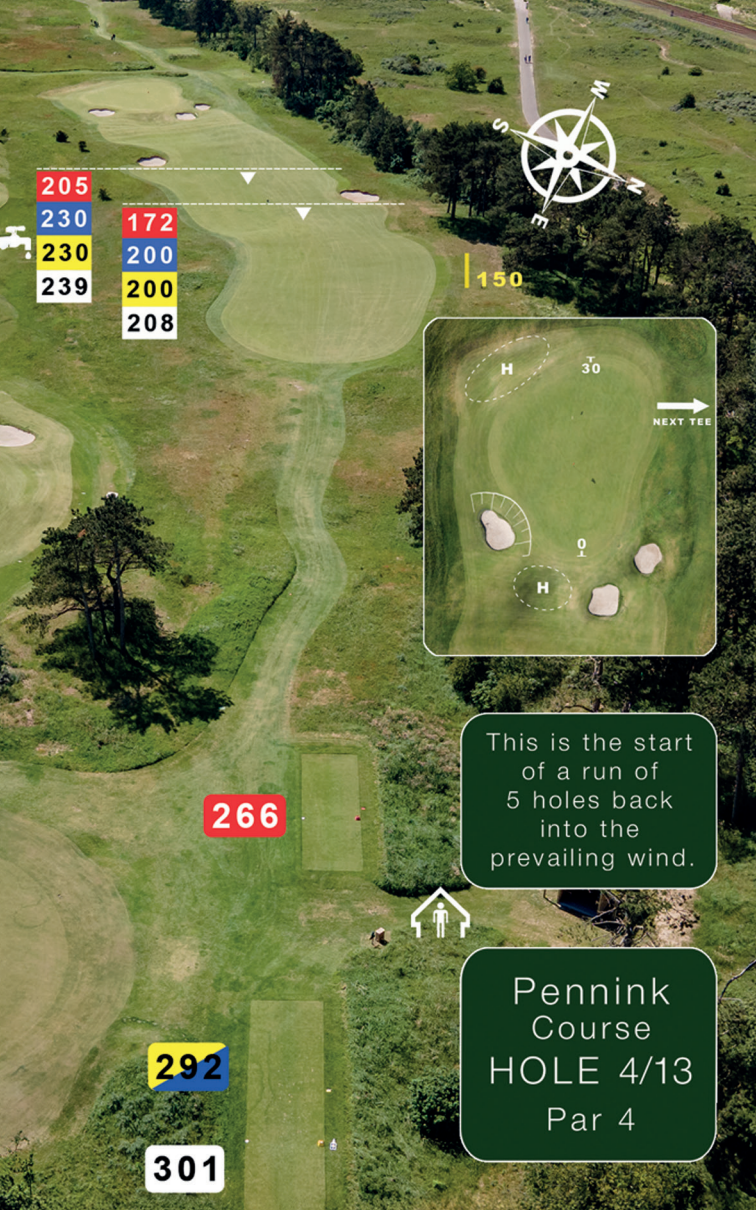 W
S
N
E
205
230
230
239
172
200
200
208
150
H
30
NEXT TEE
0
H
This is the start
of a run of
5 holes back
into the
prevailing wind.
266
Pennink
Course
HOLE 4/13
Par 4
292
301